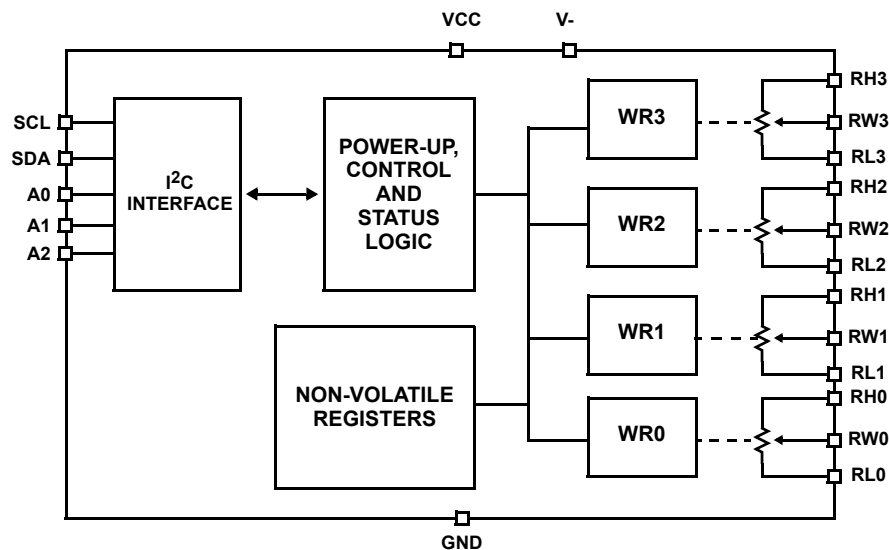 VCC
V-
SCL
SDA
A0
A1
A2
I²C
INTERFACE
POWER-UP,
CONTROL
AND
STATUS
LOGIC
NON-VOLATILE
REGISTERS
WR3
WR2
WR1
WR0
RH3
RW3
RL3
RH2
RW2
RL2
RH1
RW1
RL1
RH0
RW0
RL0
GND